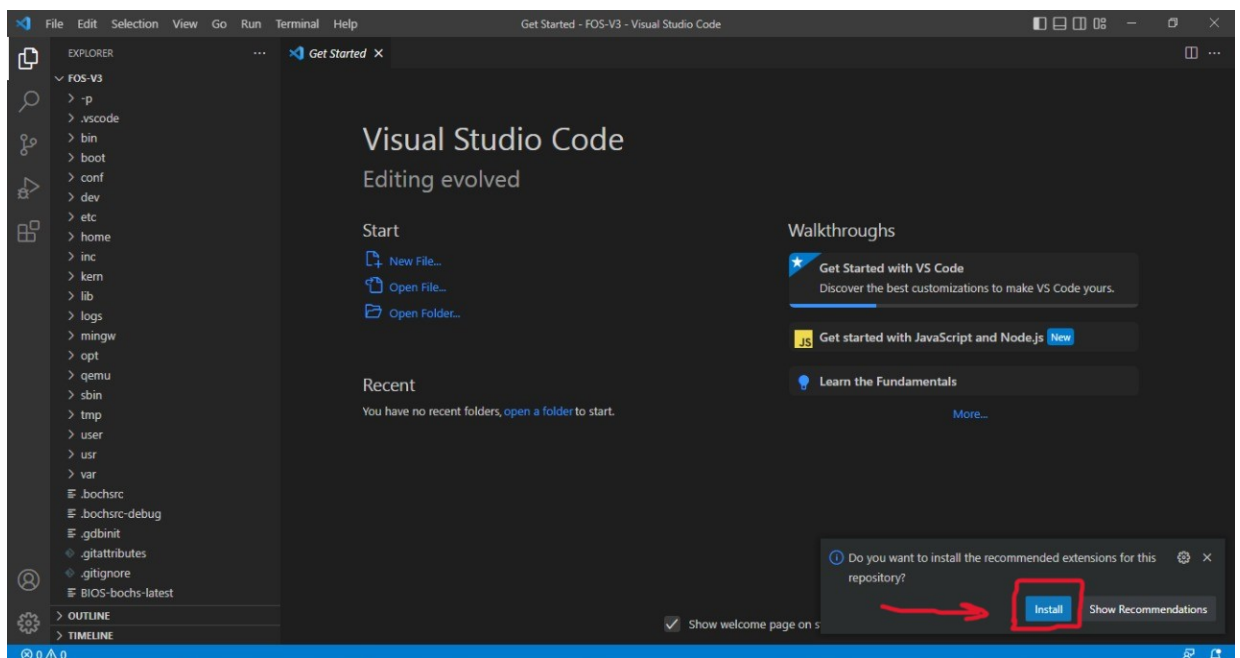 File Edit Selection View Go Run Terminal Help
Get Started - FOS-V3 - Visual Studio Code
EXPLORER
FOS-V3
-p
.vscode
bin
boot
conf
dev
etc
home
inc
kern
lib
logs
mingw
opt
qemu
sbin
tmp
user
usr
var
.bochsrc
.bochsrc-debug
.gdbinit
.gitattributes
.gitignore
BIOS-bochs-latest
OUTLINE
TIMELINE
0 0
Get Started
Visual Studio Code
Editing evolved
Start
New File...
Open File...
Open Folder...
Recent
You have no recent folders, open a folder to start.
Walkthroughs
Get Started with VS Code
Discover the best customizations to make VS Code yours.
JS Get started with JavaScript and Node.js New
Learn the Fundamentals
More...
Show welcome page on s
Do you want to install the recommended extensions for this
repository?
Install Show Recommendations